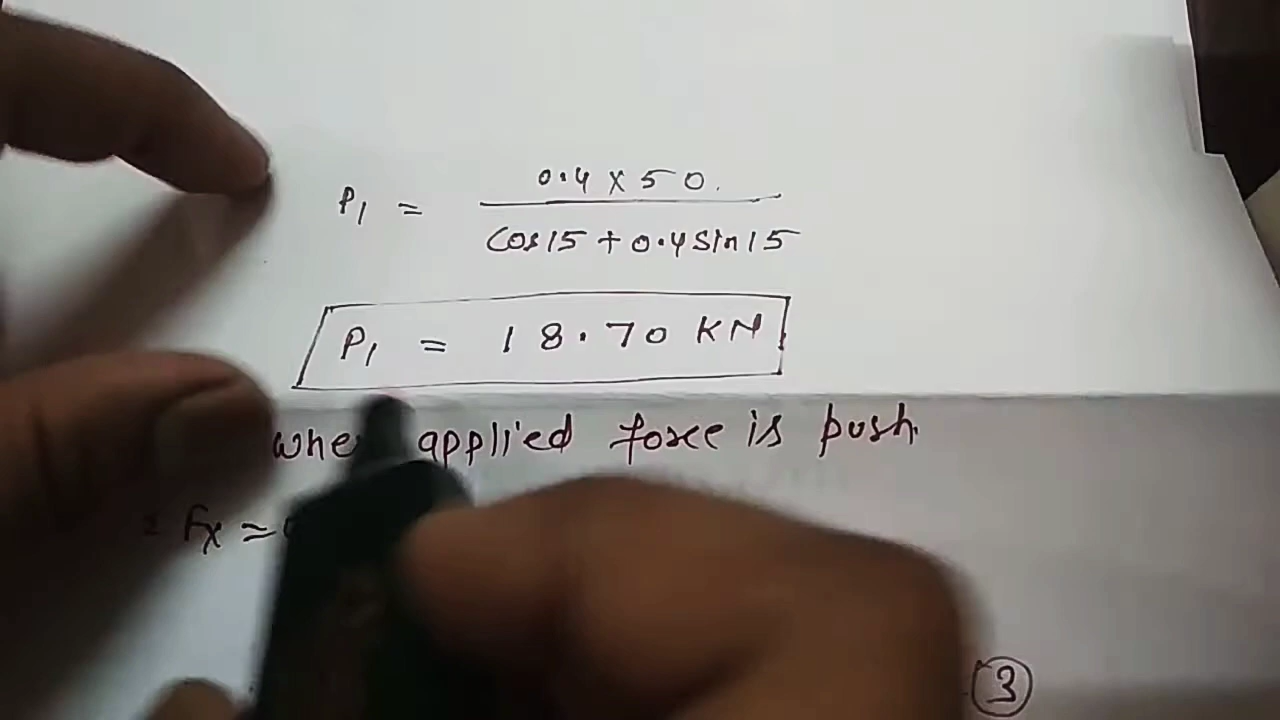 P₁ = 0.4 × 50.
cos15 + 0.4 sin15
P₁ = 18.70 KN
applied force is push.
Fx =
③